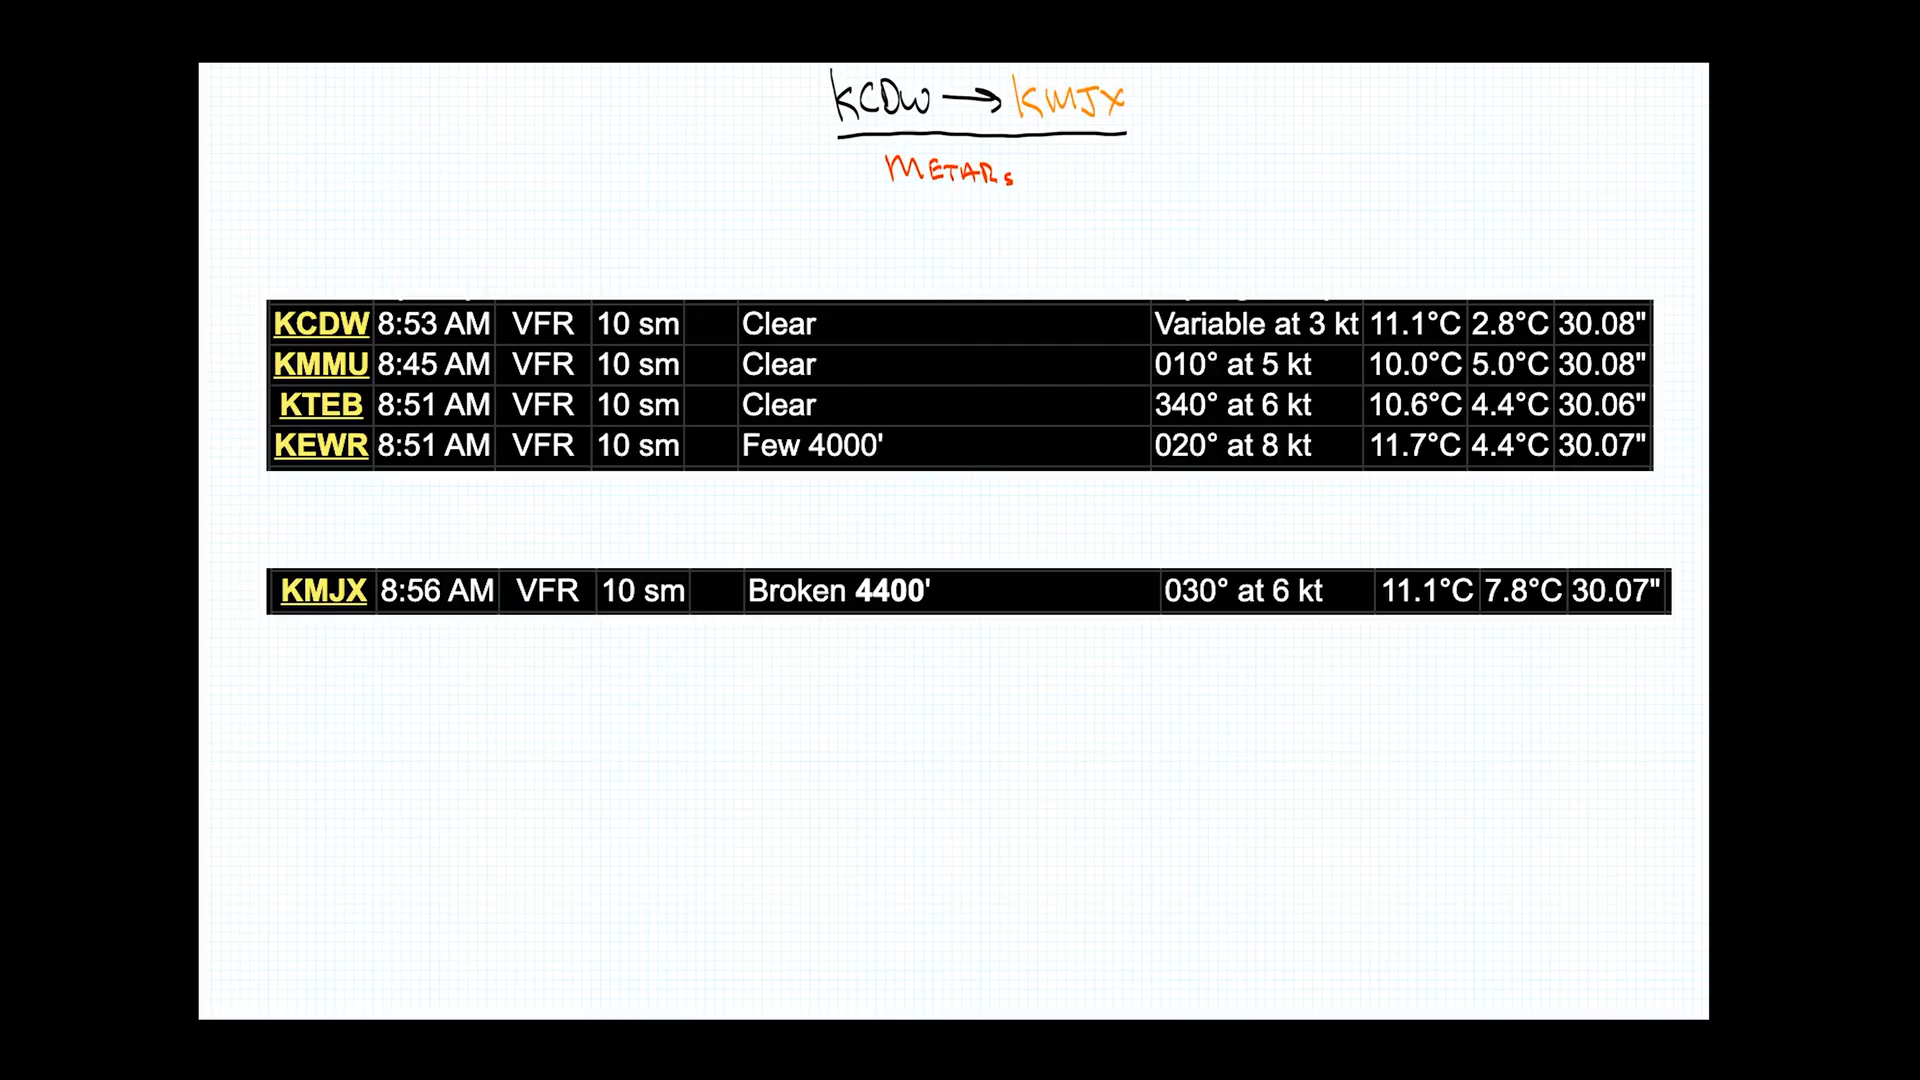 KCDW → KMJX
METARs
KCDW 8:53 AM VFR 10 sm Clear Variable at 3 kt 11.1°C 2.8°C 30.08"
KMMU 8:45 AM VFR 10 sm Clear 010° at 5 kt 10.0°C 5.0°C 30.08"
KTEB 8:51 AM VFR 10 sm Clear 340° at 6 kt 10.6°C 4.4°C 30.06"
KEWR 8:51 AM VFR 10 sm Few 4000' 020° at 8 kt 11.7°C 4.4°C 30.07"
KMJX 8:56 AM VFR 10 sm Broken 4400' 030° at 6 kt 11.1°C 7.8°C 30.07"